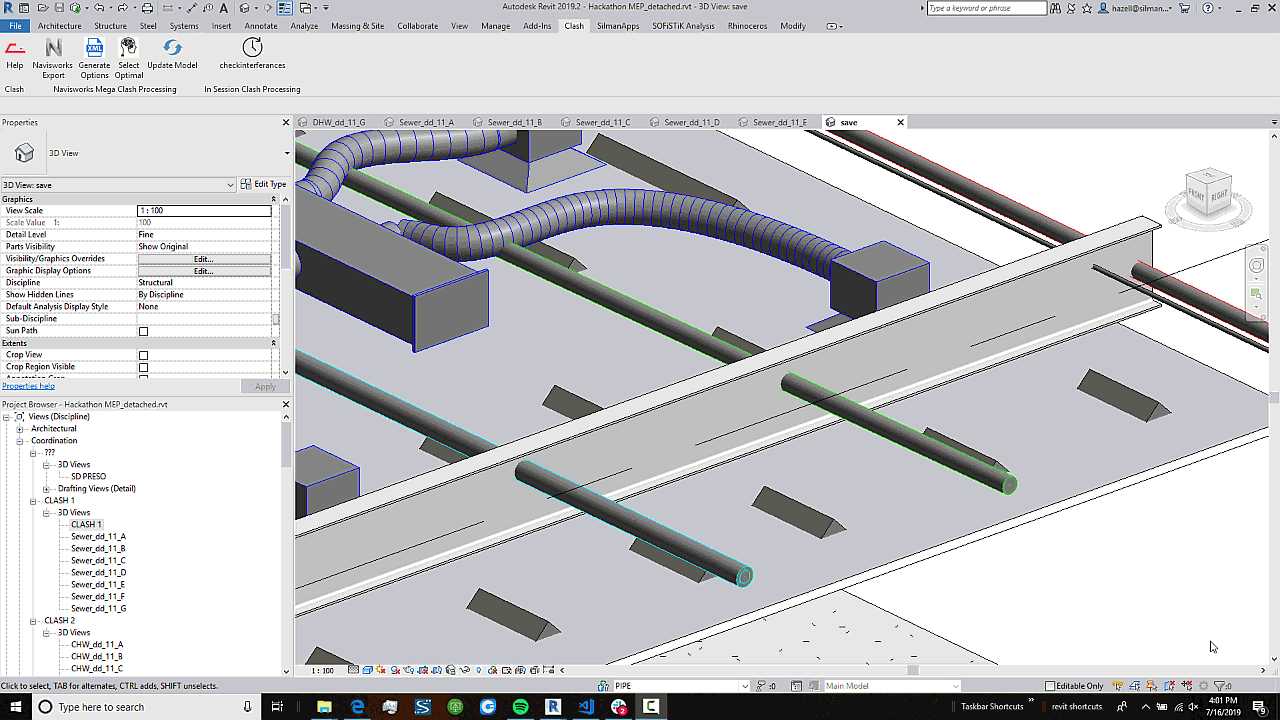 Autodesk Revit 2019.2 - Hackathon MEP_detached.rvt - 3D View: save
Type a keyword or phrase
hazell@silman...
File Architecture Structure Steel Systems Insert Annotate Analyze Massing & Site Collaborate View Manage Add-Ins Clash SilmanApps SOFiSTiK Analysis Rhinoceros Modify
Help Navisworks Export Generate Options Select Optimal Update Model checkinterfances
Clash Navisworks Mega Clash Processing In Session Clash Processing
Properties
DHW_dd_11_G Sewer_dd_11_A Sewer_dd_11_B Sewer_dd_11_C Sewer_dd_11_D Sewer_dd_11_E save
3D View
3D View: save Edit Type
Graphics
View Scale 1 : 100
Scale Value 1: 100
Detail Level Fine
Parts Visibility Show Original
Visibility/Graphics Overrides Edit...
Graphic Display Options Edit...
Discipline Structural
Show Hidden Lines By Discipline
Default Analysis Display Style None
Sub-Discipline
Sun Path
Extents
Crop View
Crop Region Visible
Properties help Apply
FRONT RIGHT
Project Browser - Hackathon MEP_detached.rvt
Views (Discipline)
Architectural
Coordination
???
3D Views
SD PRESO
Drafting Views (Detail)
CLASH 1
3D Views
CLASH 1
Sewer_dd_11_A
Sewer_dd_11_B
Sewer_dd_11_C
Sewer_dd_11_D
Sewer_dd_11_E
Sewer_dd_11_F
Sewer_dd_11_G
CLASH 2
3D Views
CHW_dd_11_A
CHW_dd_11_B
CHW_dd_11_C
1 : 100
Click to select, TAB for alternates, CTRL adds, SHIFT unselects.
PIPE
:0
Main Model
Editable Only
:0
Type here to search
Taskbar Shortcuts
revit shortcuts
4:01 PM
7/16/2019